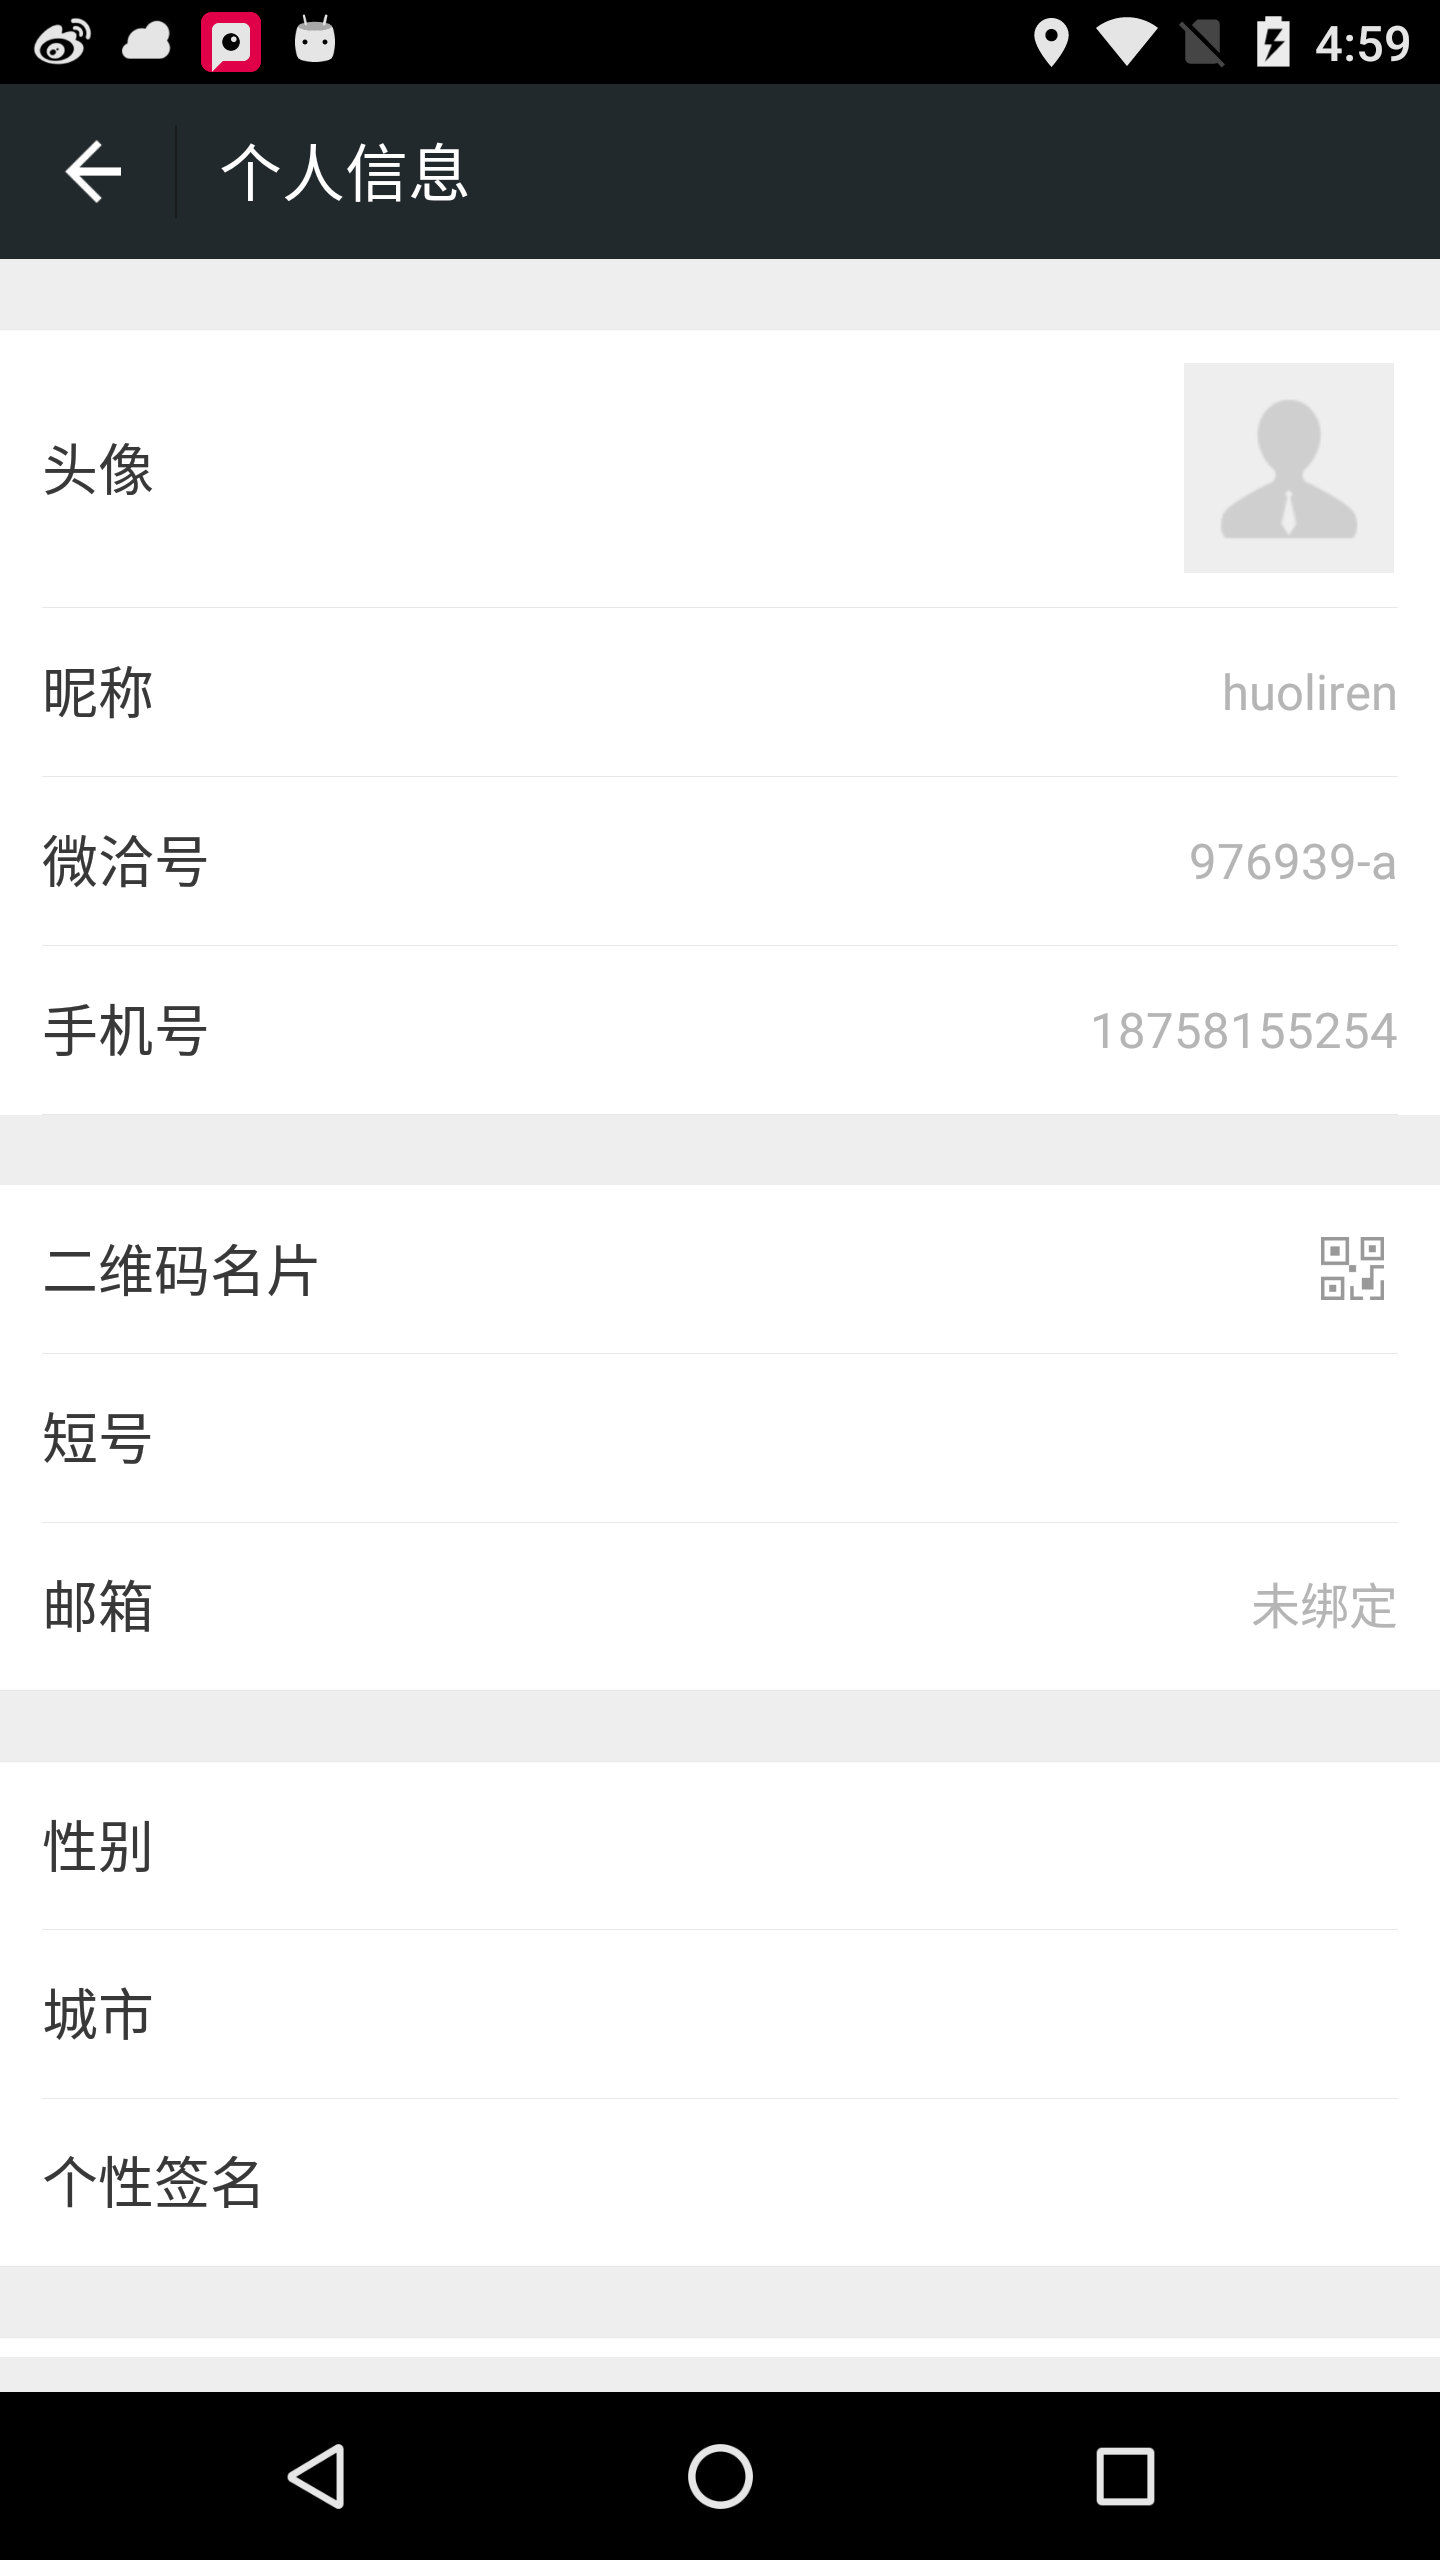 4:59
个人信息
头像
昵称 huoliren
微洽号 976939-a
手机号 18758155254
二维码名片
短号
邮箱 未绑定
性别
城市
个性签名